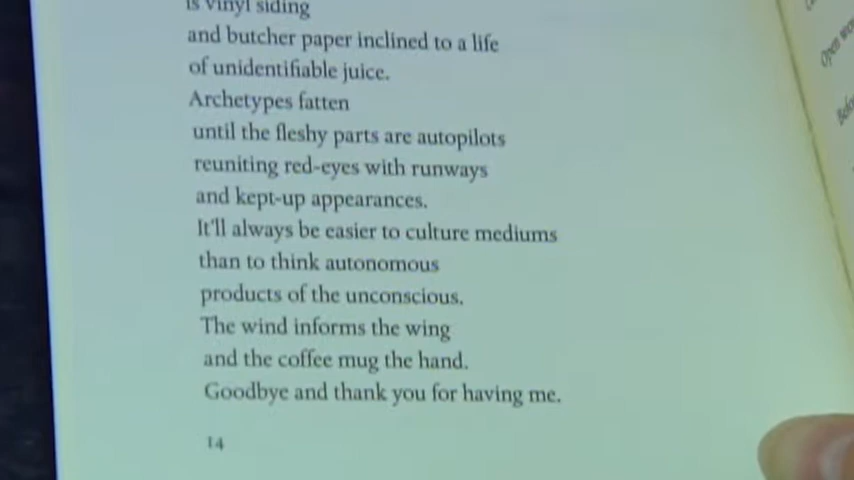 is vinyl siding
and butcher paper inclined to a life
of unidentifiable juice.
Archetypes fatten
until the fleshy parts are autopilots
reuniting red-eyes with runways
and kept-up appearances.
It'll always be easier to culture mediums
than to think autonomous
products of the unconscious.
The wind informs the wing
and the coffee mug the hand.
Goodbye and thank you for having me.
14
Open